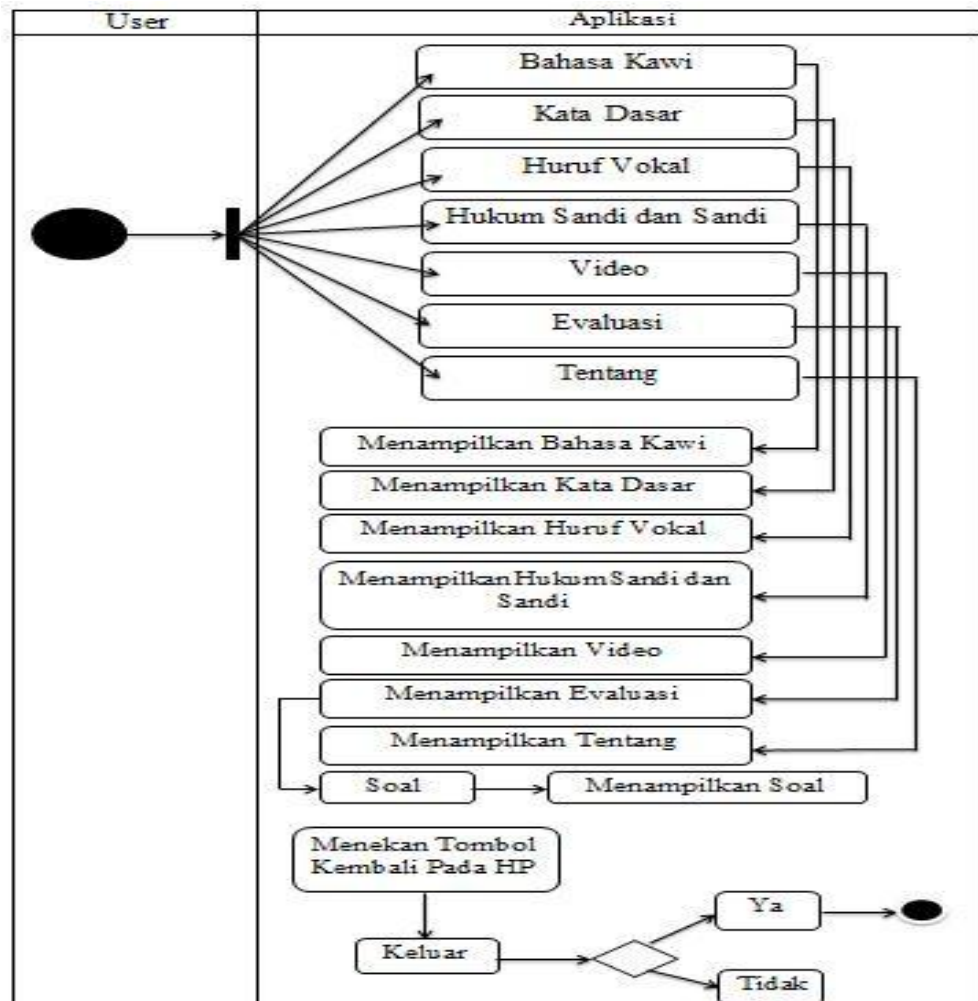 User
Aplikasi
Bahasa Kawi
Kata Dasar
Huruf Vokal
Hukum Sandi dan Sandi
Video
Evaluasi
Tentang
Menampilkan Bahasa Kawi
Menampilkan Kata Dasar
Menampilkan Huruf Vokal
Menampilkan Hukum Sandi dan
Sandi
Menampilkan Video
Menampilkan Evaluasi
Menampilkan Tentang
Soal
Menampilkan Soal
Menekan Tombol
Kembali Pada HP
Keluar
Ya
Tidak